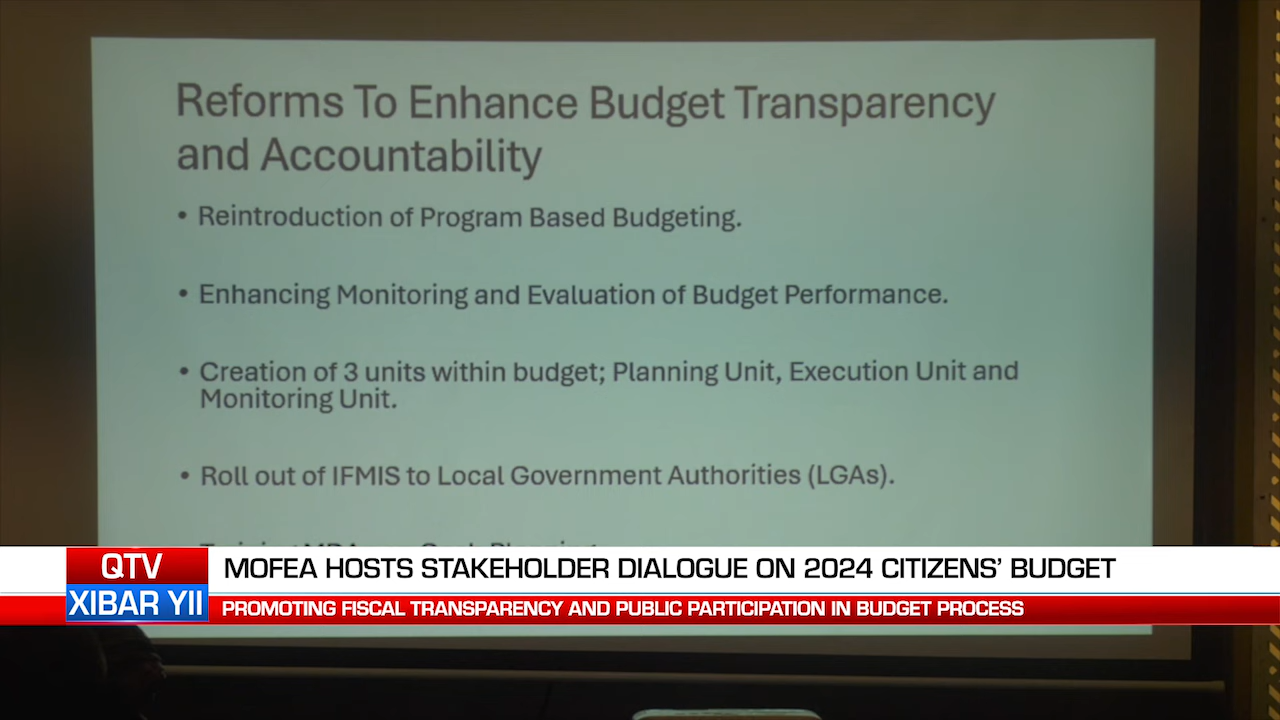 Reforms To Enhance Budget Transparency
and Accountability
• Reintroduction of Program Based Budgeting.
• Enhancing Monitoring and Evaluation of Budget Performance.
• Creation of 3 units within budget; Planning Unit, Execution Unit and
Monitoring Unit.
• Roll out of IFMIS to Local Government Authorities (LGAs).
QTV
XIBAR YII
MOFEA HOSTS STAKEHOLDER DIALOGUE ON 2024 CITIZENS' BUDGET
PROMOTING FISCAL TRANSPARENCY AND PUBLIC PARTICIPATION IN BUDGET PROCESS